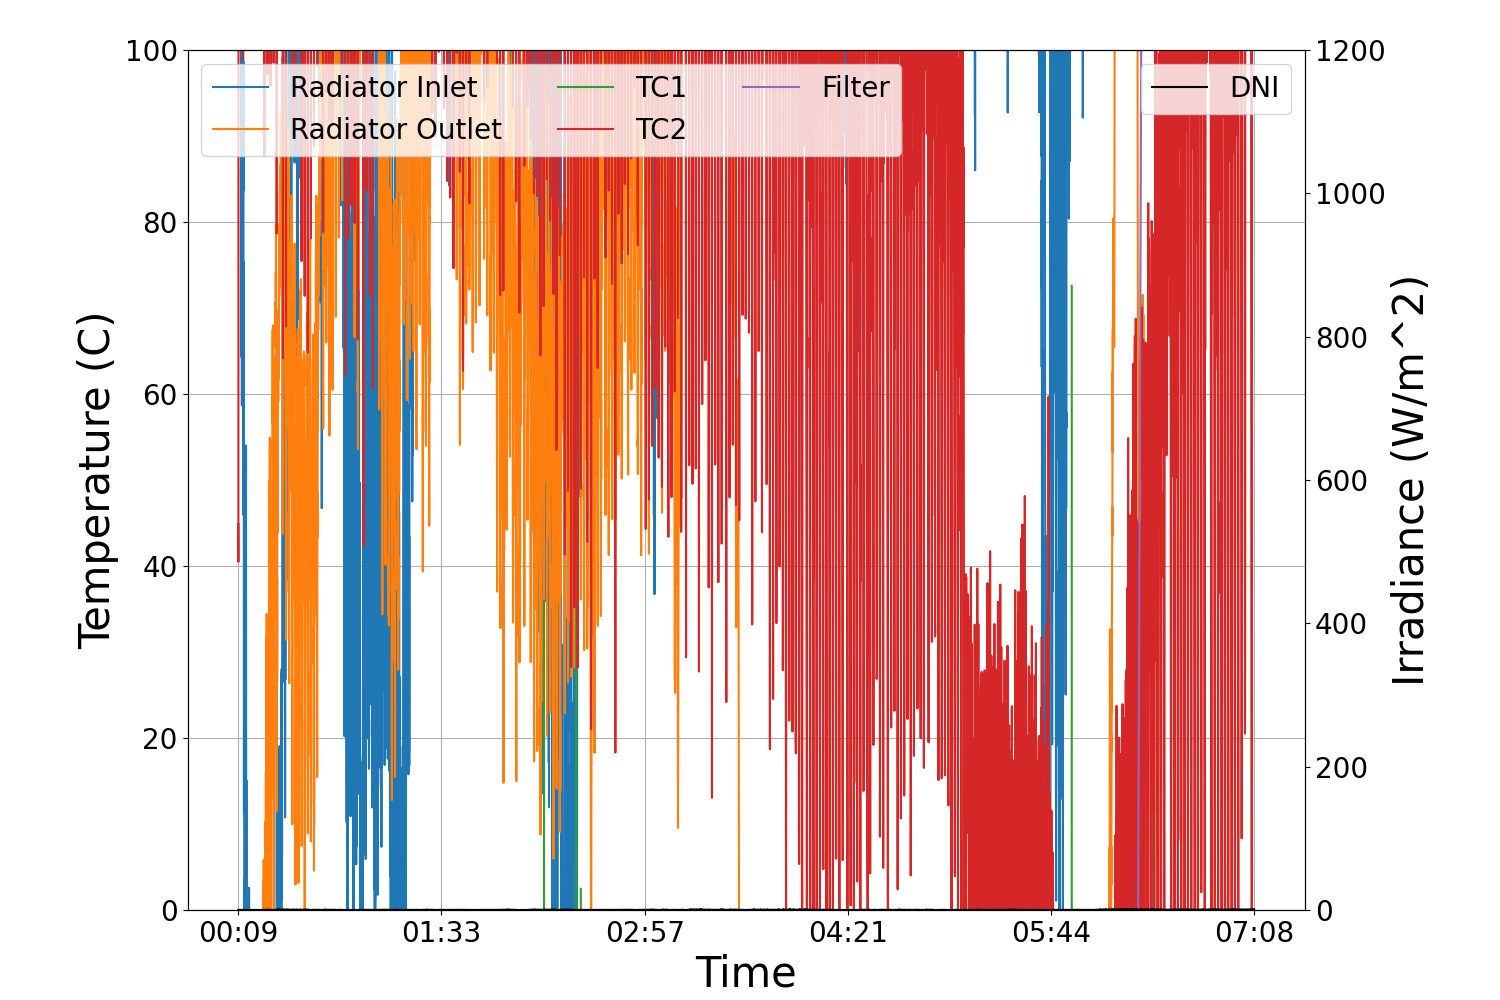 Radiator Inlet
Radiator Outlet
TC1
TC2
Filter
DNI
Temperature (C)
100
80
60
40
20
0
1200
1000
800
600
400
200
0
Irradiance (W/m^2)
00:09 01:33 02:57 04:21 05:44 07:08
Time